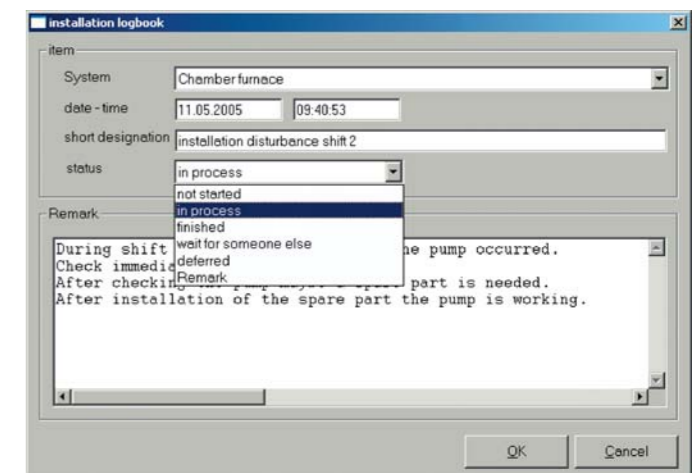 installation logbook
item
System Chamber furnace
date - time 11.05.2005 09:40:53
short designation installation disturbance shift 2
status in process
not started
in process
finished
wait for someone else
deferred
Remark
Remark
During shift he pump occurred.
Check immedia
After checkin part is needed.
After installation of the spare part the pump is working.
OK Cancel